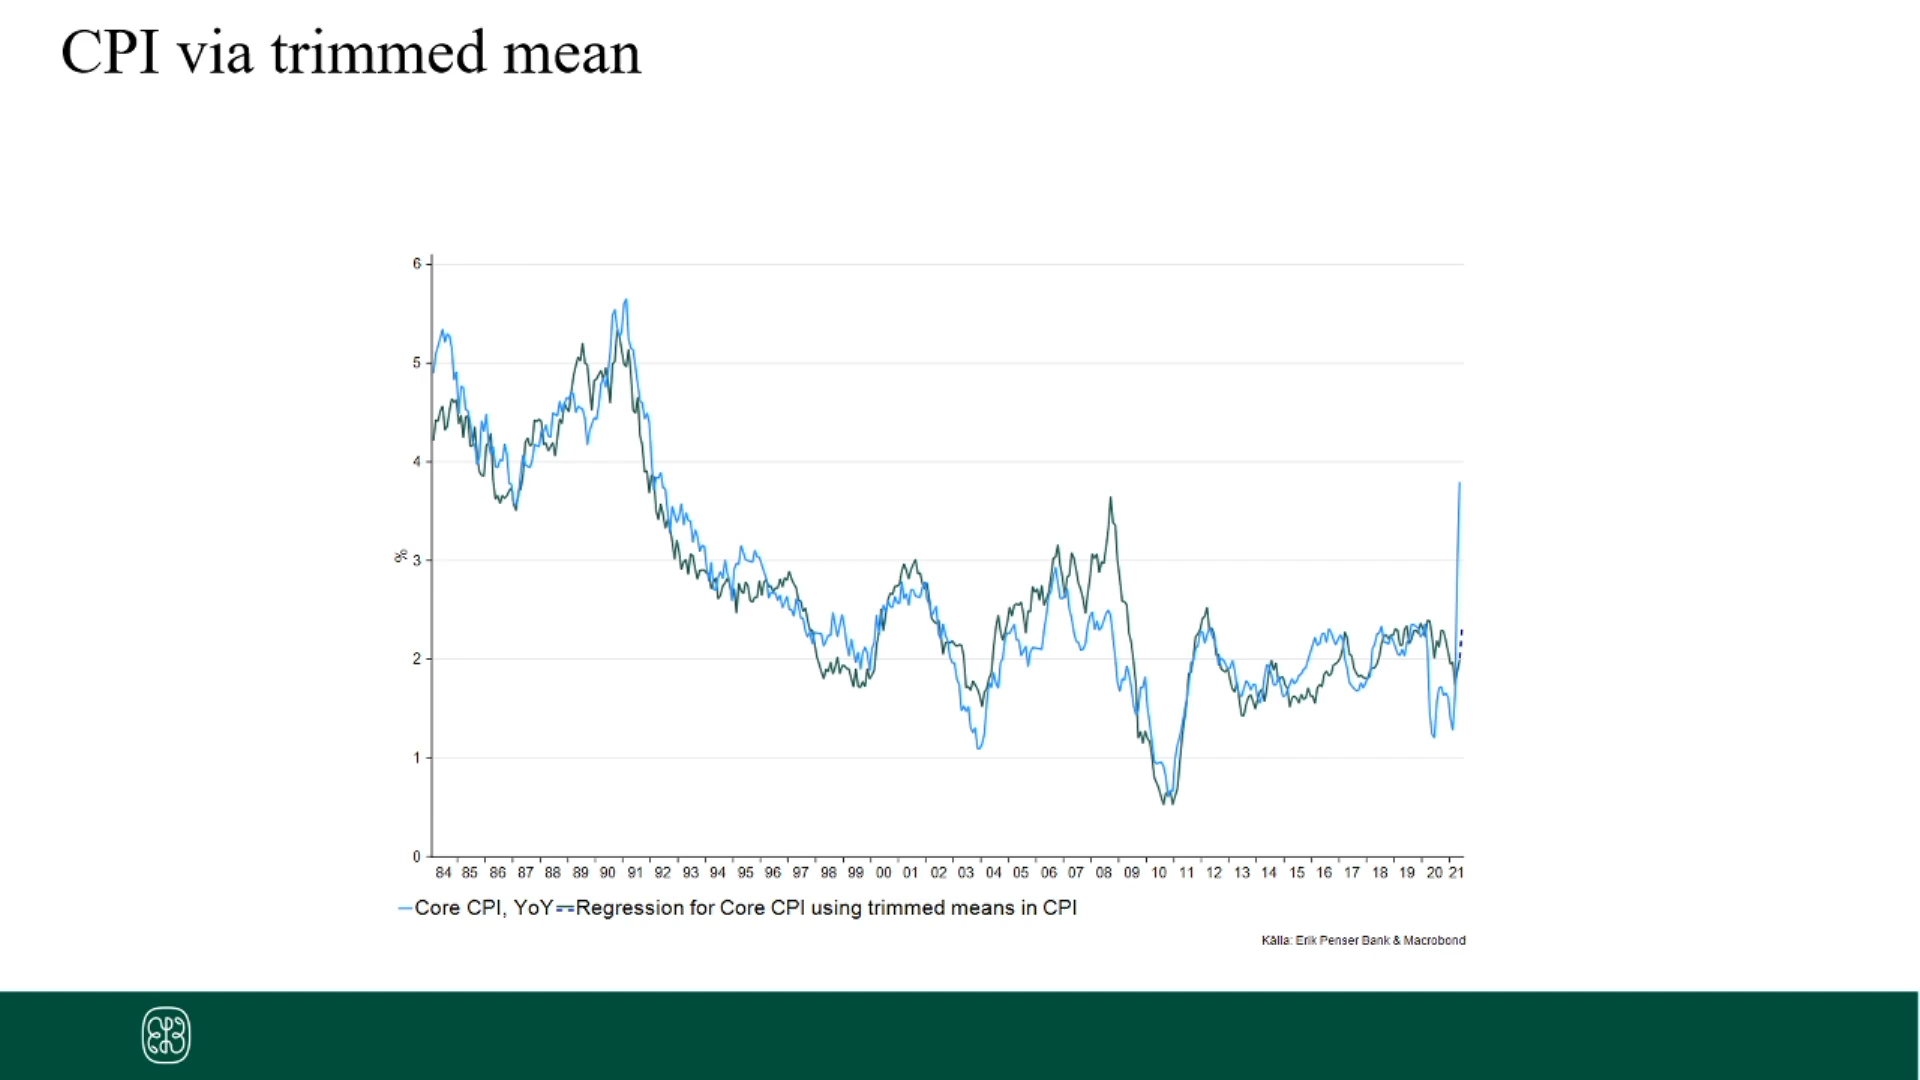 CPI via trimmed mean
6
5
4
%
3
2
1
0
84 85 86 87 88 89 90 91 92 93 94 95 96 97 98 99 00 01 02 03 04 05 06 07 08 09 10 11 12 13 14 15 16 17 18 19 20 21
Core CPI, YoY Regression for Core CPI using trimmed means in CPI
Källa: Erik Penser Bank & Macrobond